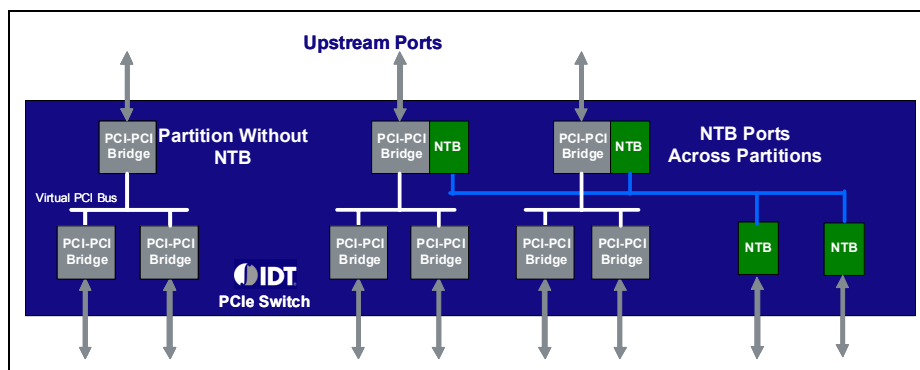 Upstream Ports
PCI-PCI
Bridge
Partition Without
NTB
PCI-PCI
Bridge
NTB
PCI-PCI
Bridge
NTB
NTB Ports
Across Partitions
Virtual PCI Bus
PCI-PCI
Bridge
PCI-PCI
Bridge
PCI-PCI
Bridge
PCI-PCI
Bridge
PCI-PCI
Bridge
PCI-PCI
Bridge
NTB
NTB
IDT
PCIe Switch